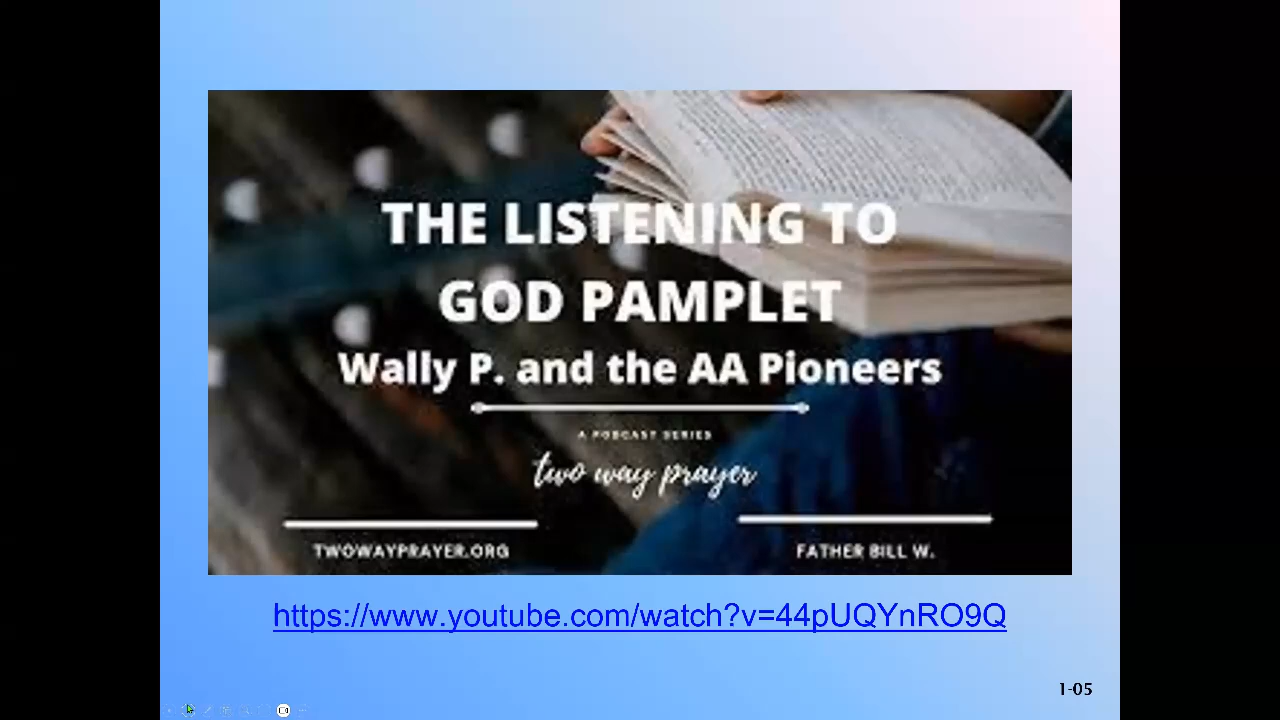 THE LISTENING TO
GOD PAMPLET
Wally P. and the AA Pioneers
A PODCAST SERIES
two way prayer
TWOWAYPRAYER.ORG
FATHER BILL W.
https://www.youtube.com/watch?v=44pUQYnRO9Q
1-05